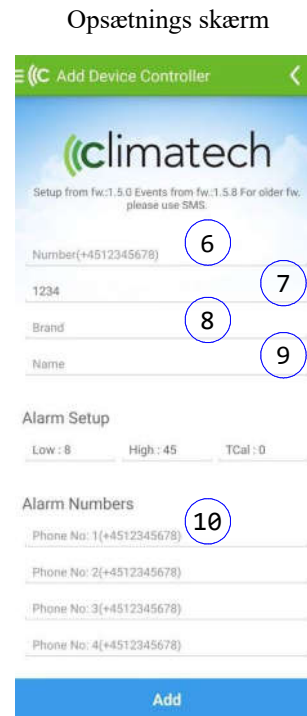 Opsætnings skærm
((C Add Device Controller
((climatech
Setup from fw.:1.5.0 Events from fw.:1.5.8 For older fw.
please use SMS.
Number(+4512345678) 6
1234 7
Brand 8
Name 9
Alarm Setup
Low : 8 High : 45 TCal : 0
Alarm Numbers
Phone No: 1(+4512345678) 10
Phone No: 2(+4512345678)
Phone No: 3(+4512345678)
Phone No: 4(+4512345678)
Add